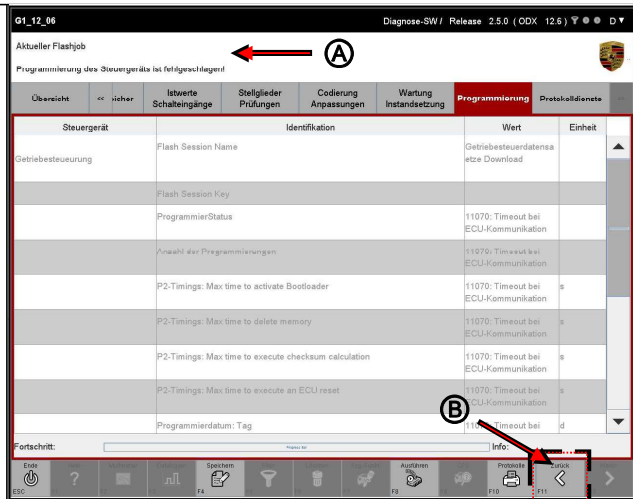 G1_12_06 Diagnose-SW / Release 2.5.0 ( ODX 12.6 ) D
Aktueller Flashjob
A
Programmierung des Steuergeräts ist fehlgeschlagen!
Übersicht << Istwerte Schalteingänge Stellglieder Prüfungen Codierung Anpassungen Wartung Instandsetzung Programmierung Protokolldienste
Steuergerät Identifikation Wert Einheit
Getriebesteuerung Flash Session Name Getriebesteuerdatensa
etze Download
Flash Session Key
ProgrammierStatus 11070: Timeout bei
ECU-Kommunikation
Anzahl der Programmierungen 11070: Timeout bei
ECU-Kommunikation
P2-Timings: Max time to activate Bootloader 11070: Timeout bei s
ECU-Kommunikation
P2-Timings: Max time to delete memory 11070: Timeout bei s
ECU-Kommunikation
P2-Timings: Max time to execute checksum calculation 11070: Timeout bei s
ECU-Kommunikation
P2-Timings: Max time to execute an ECU reset 11070: Timeout bei s
ECU-Kommunikation
B
Programmierdatum: Tag 11070: Timeout bei d
Fortschritt: Info:
Ende Speichern Ausführen Protokolle Zurück
ESC F4 F8 F10 F11